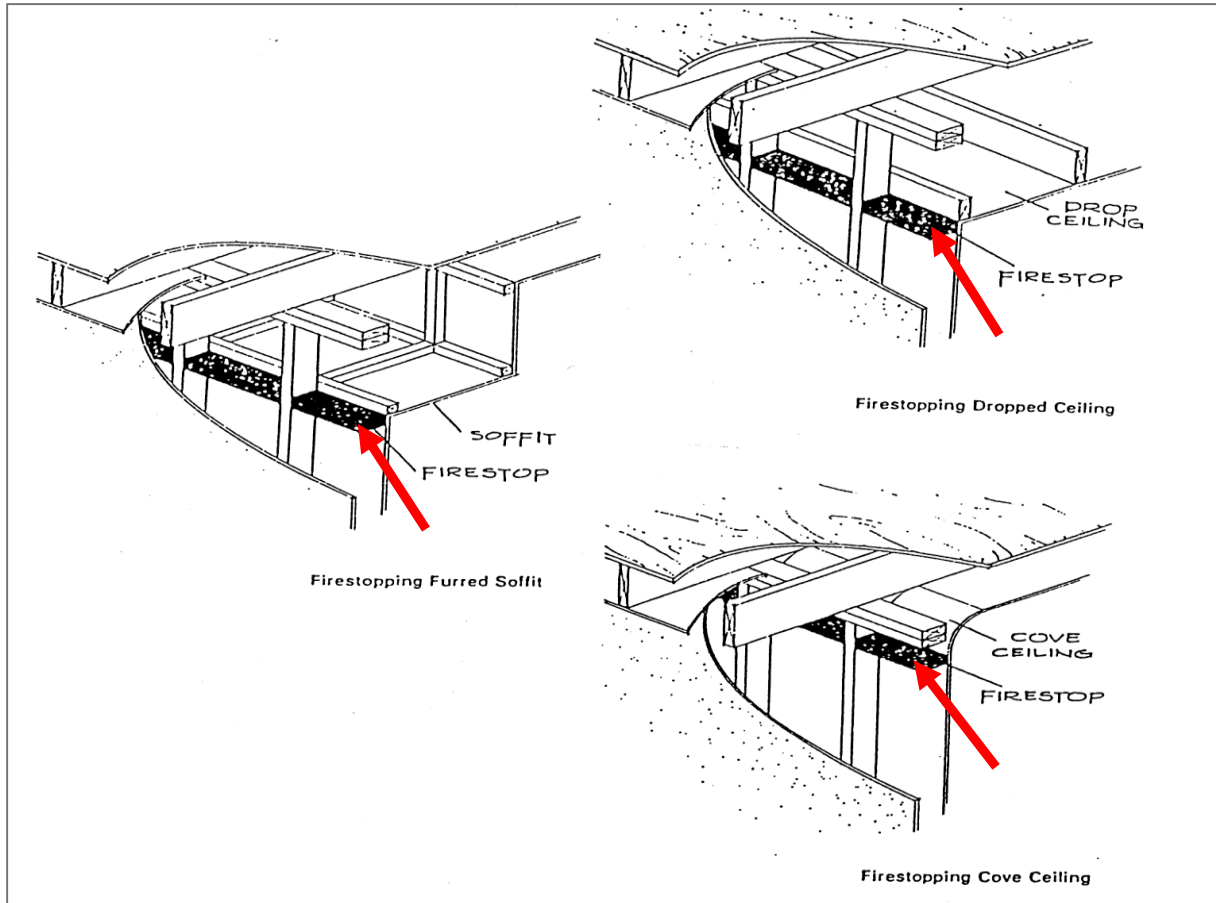 DROP
CEILING
FIRESTOP
Firestopping Dropped Ceiling
SOFFIT
FIRESTOP
Firestopping Furred Soffit
COVE
CEILING
FIRESTOP
Firestopping Cove Ceiling